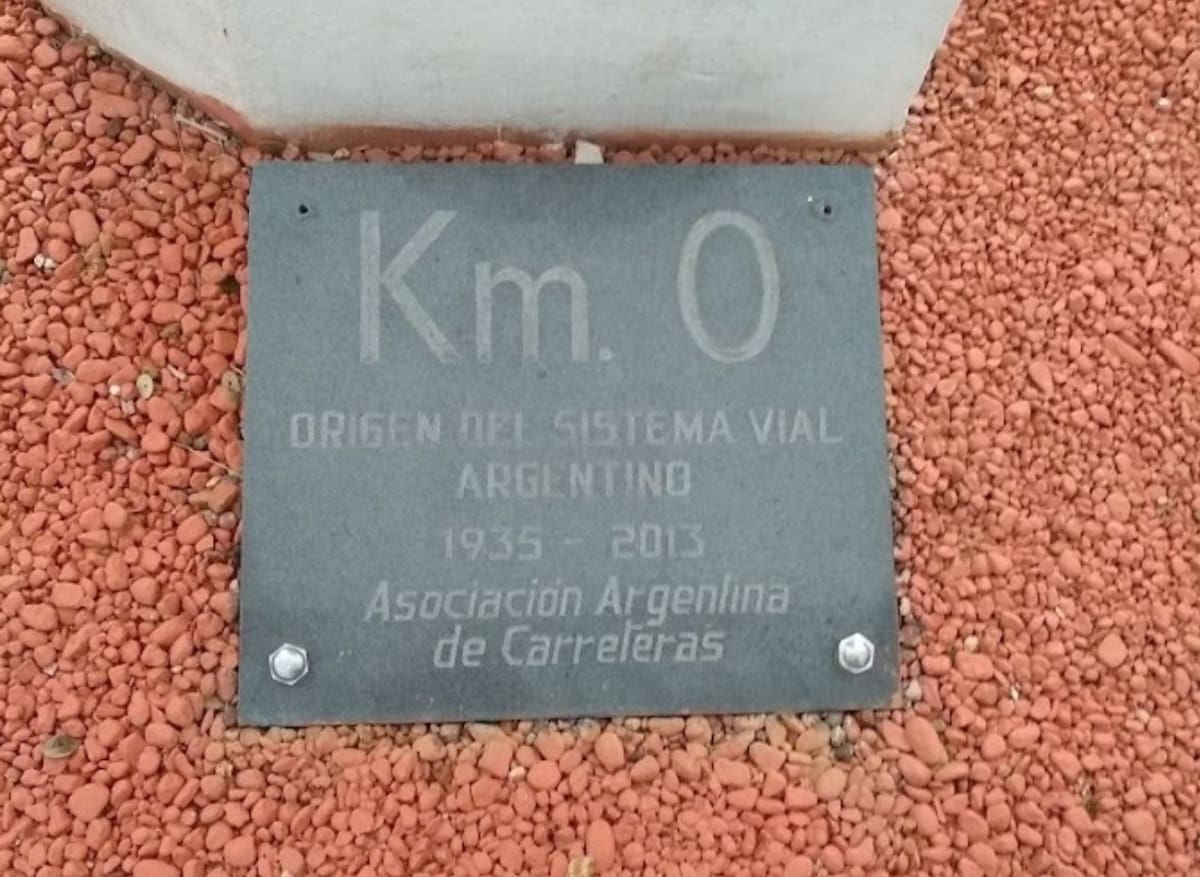 Km. 0
ORIGEN DEL SISTEMA VIAL
ARGENTINO
1935 - 2013
Asociación Argentina
de Carreteras